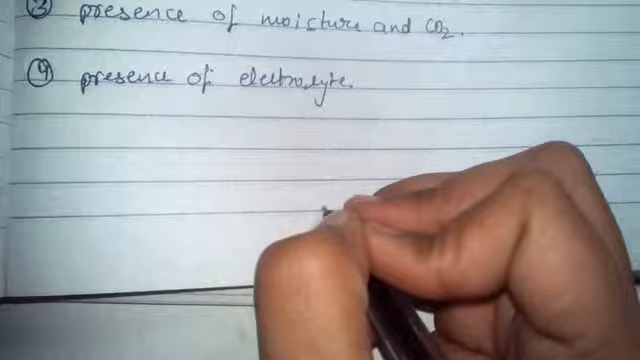 ③ presence of moisture and CO₂.
④ presence of electrolyte.